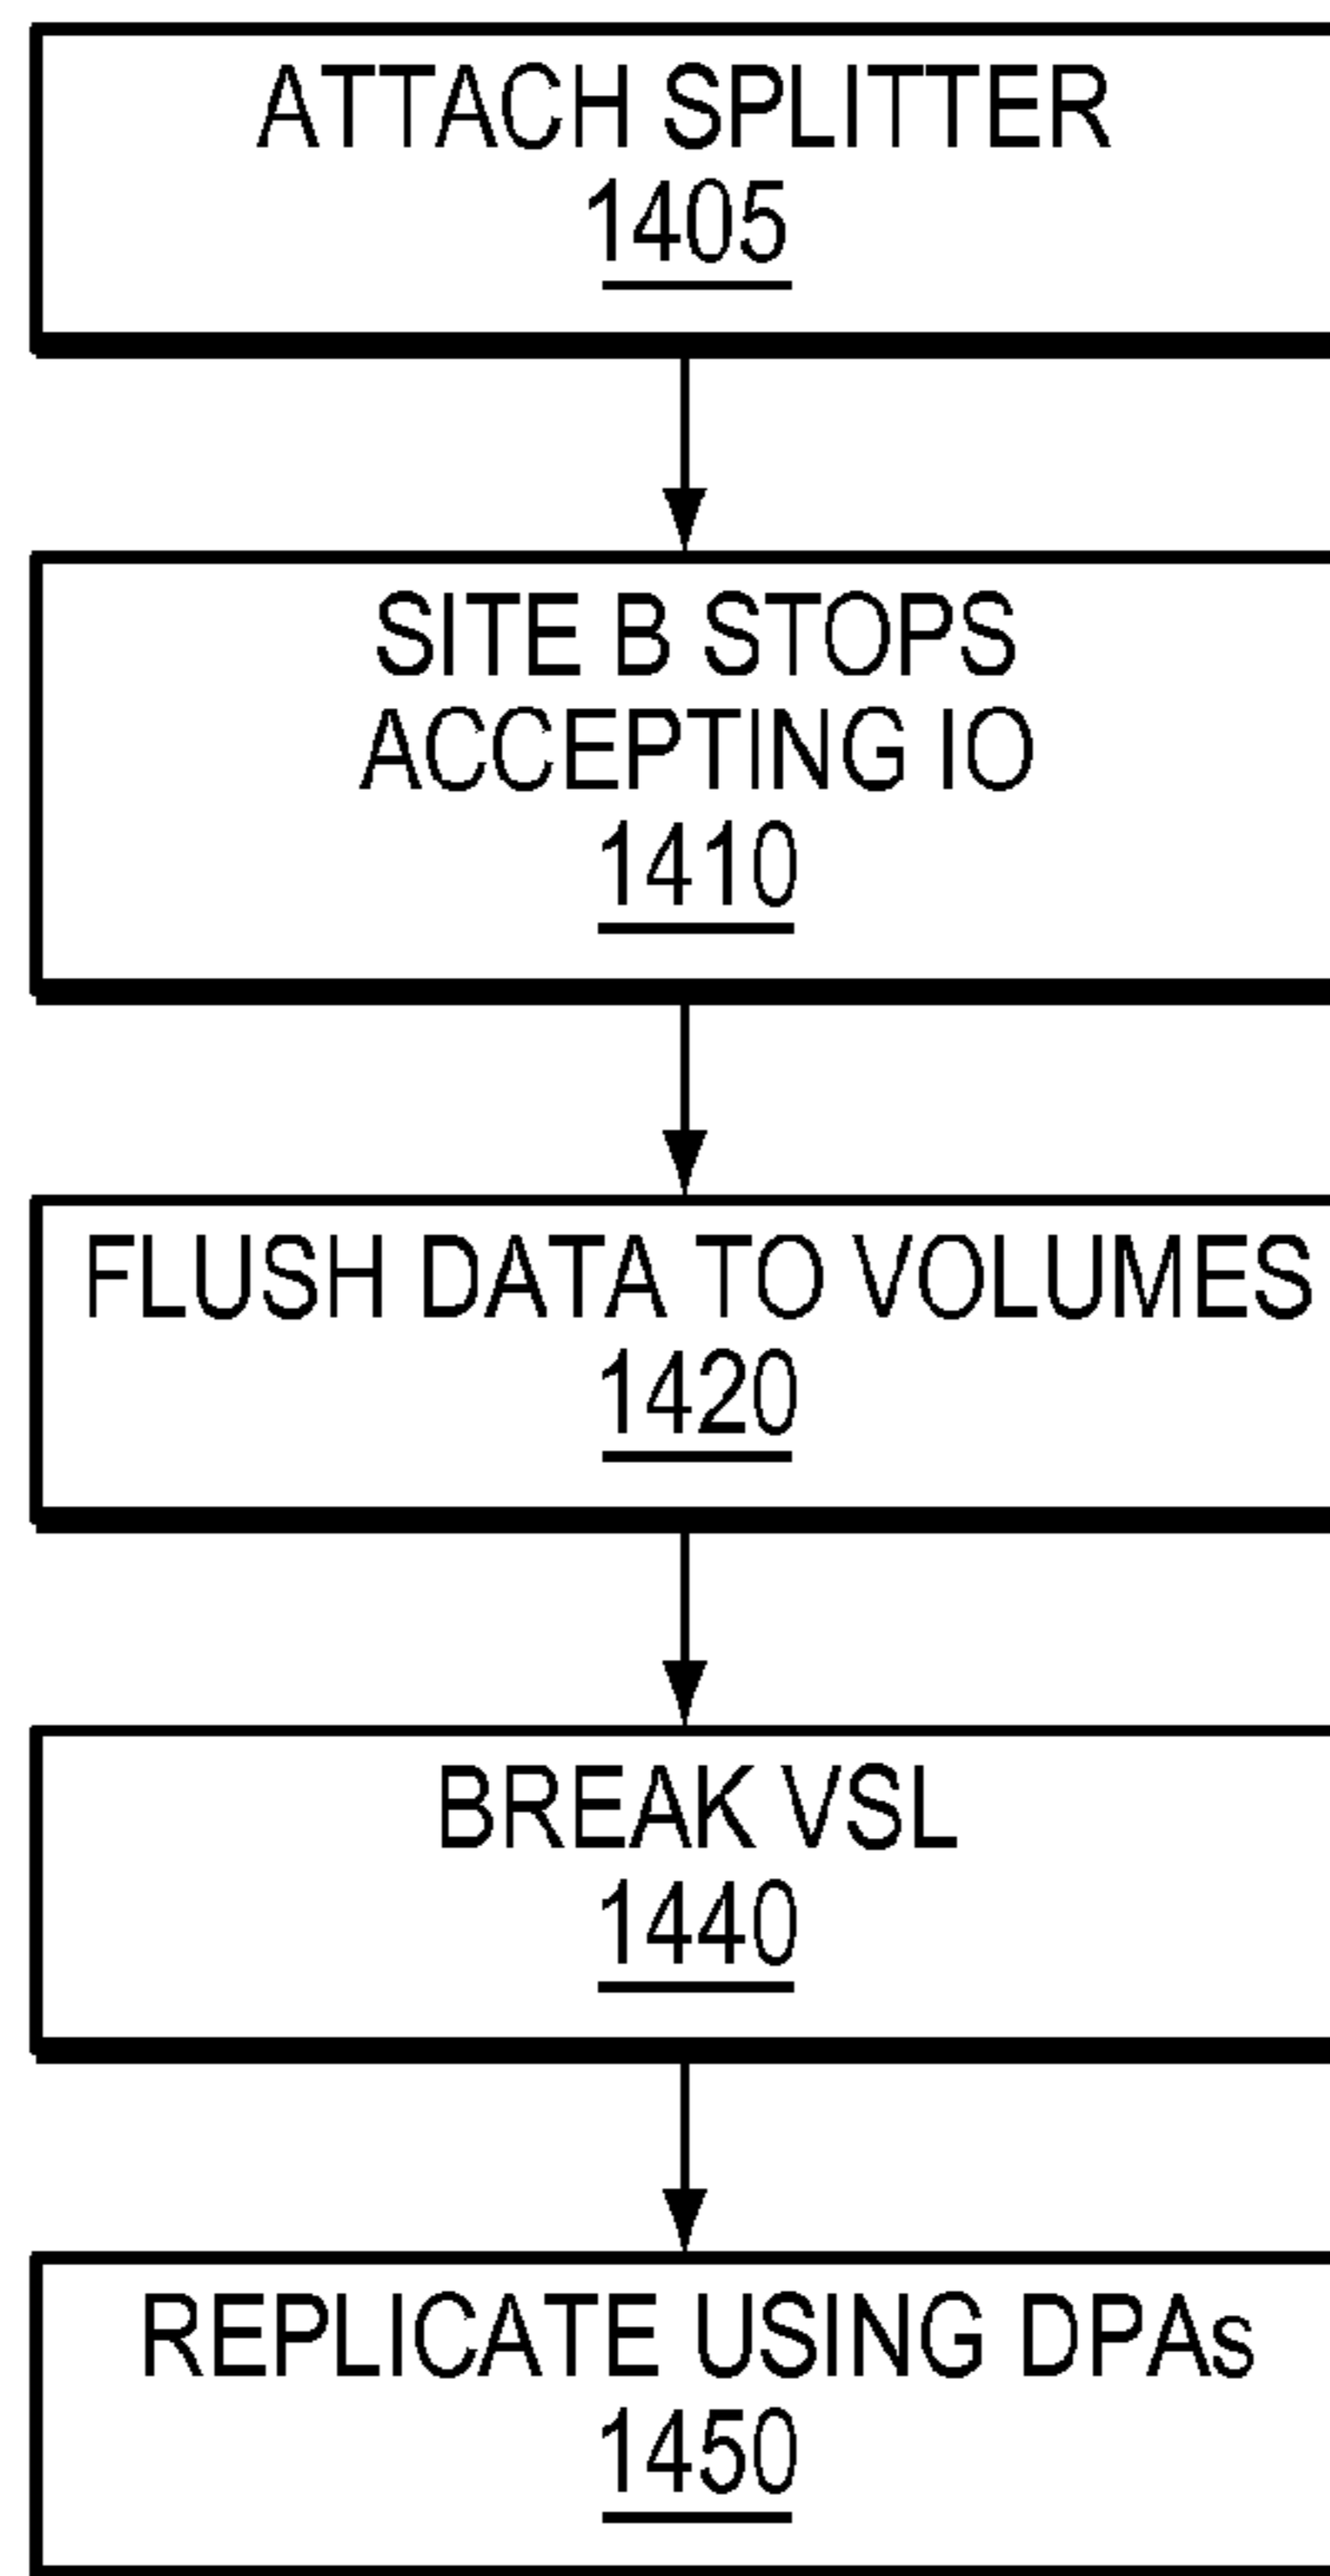 ATTACH SPLITTER
1405
SITE B STOPS
ACCEPTING IO
1410
FLUSH DATA TO VOLUMES
1420
BREAK VSL
1440
REPLICATE USING DPAs
1450